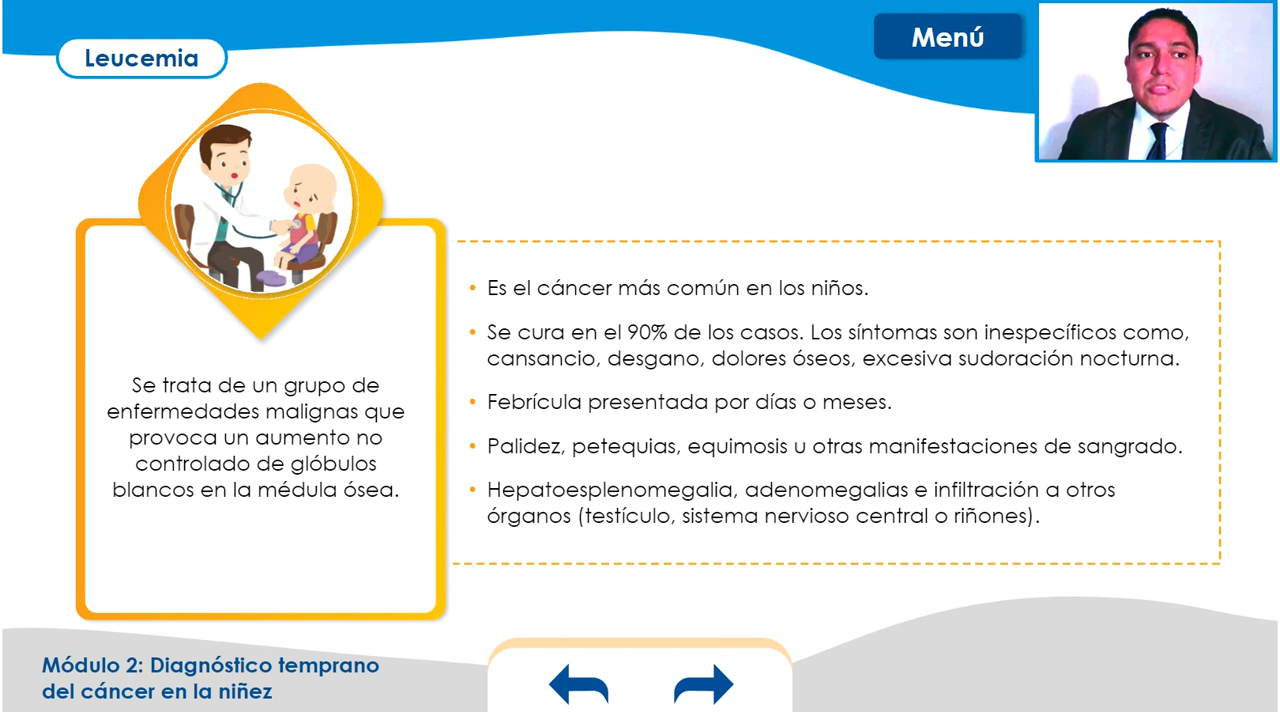 Leucemia
Menú
Se trata de un grupo de
enfermedades malignas que
provoca un aumento no
controlado de glóbulos
blancos en la médula ósea.
• Es el cáncer más común en los niños.
• Se cura en el 90% de los casos. Los síntomas son inespecíficos como,
cansancio, desgano, dolores óseos, excesiva sudoración nocturna.
• Febrícula presentada por días o meses.
• Palidez, petequias, equimosis u otras manifestaciones de sangrado.
• Hepatoesplenomegalia, adenomegalias e infiltración a otros
órganos (testículo, sistema nervioso central o riñones).
Módulo 2: Diagnóstico temprano
del cáncer en la niñez